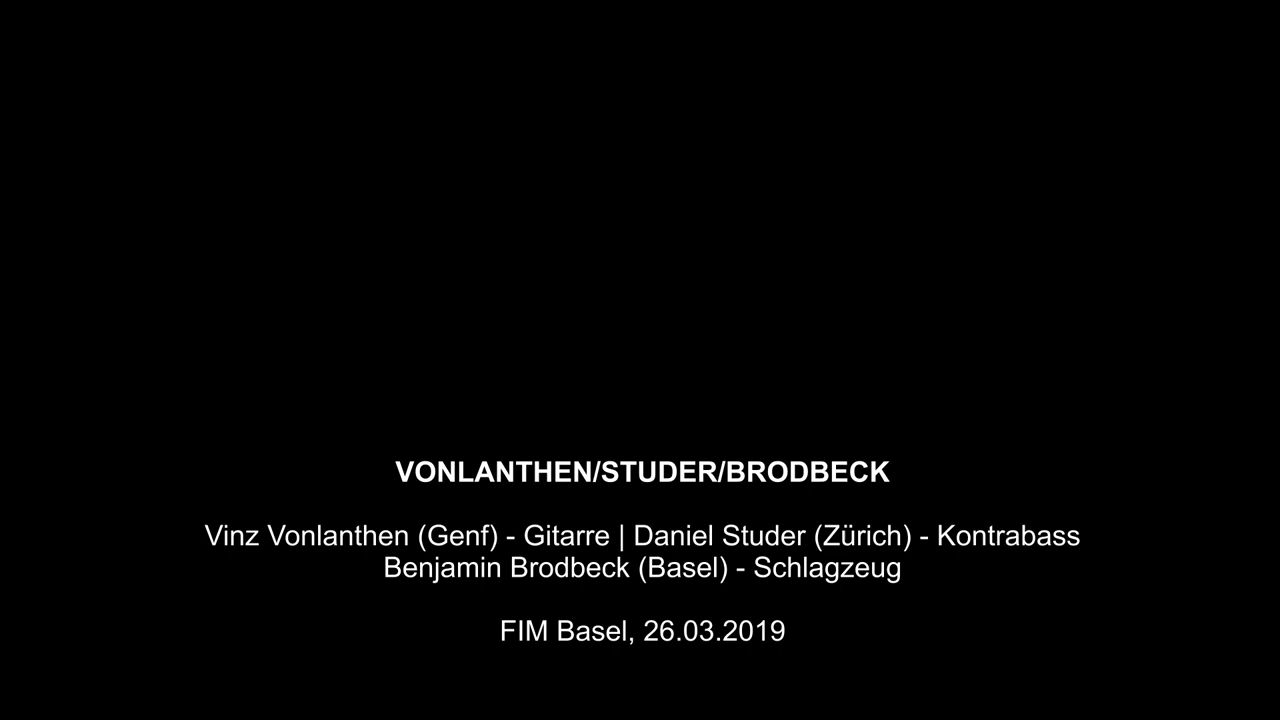 VONLANTHEN/STUDER/BRODBECK
Vinz Vonlanthen (Genf) - Gitarre | Daniel Studer (Zürich) - Kontrabass
Benjamin Brodbeck (Basel) - Schlagzeug
FIM Basel, 26.03.2019